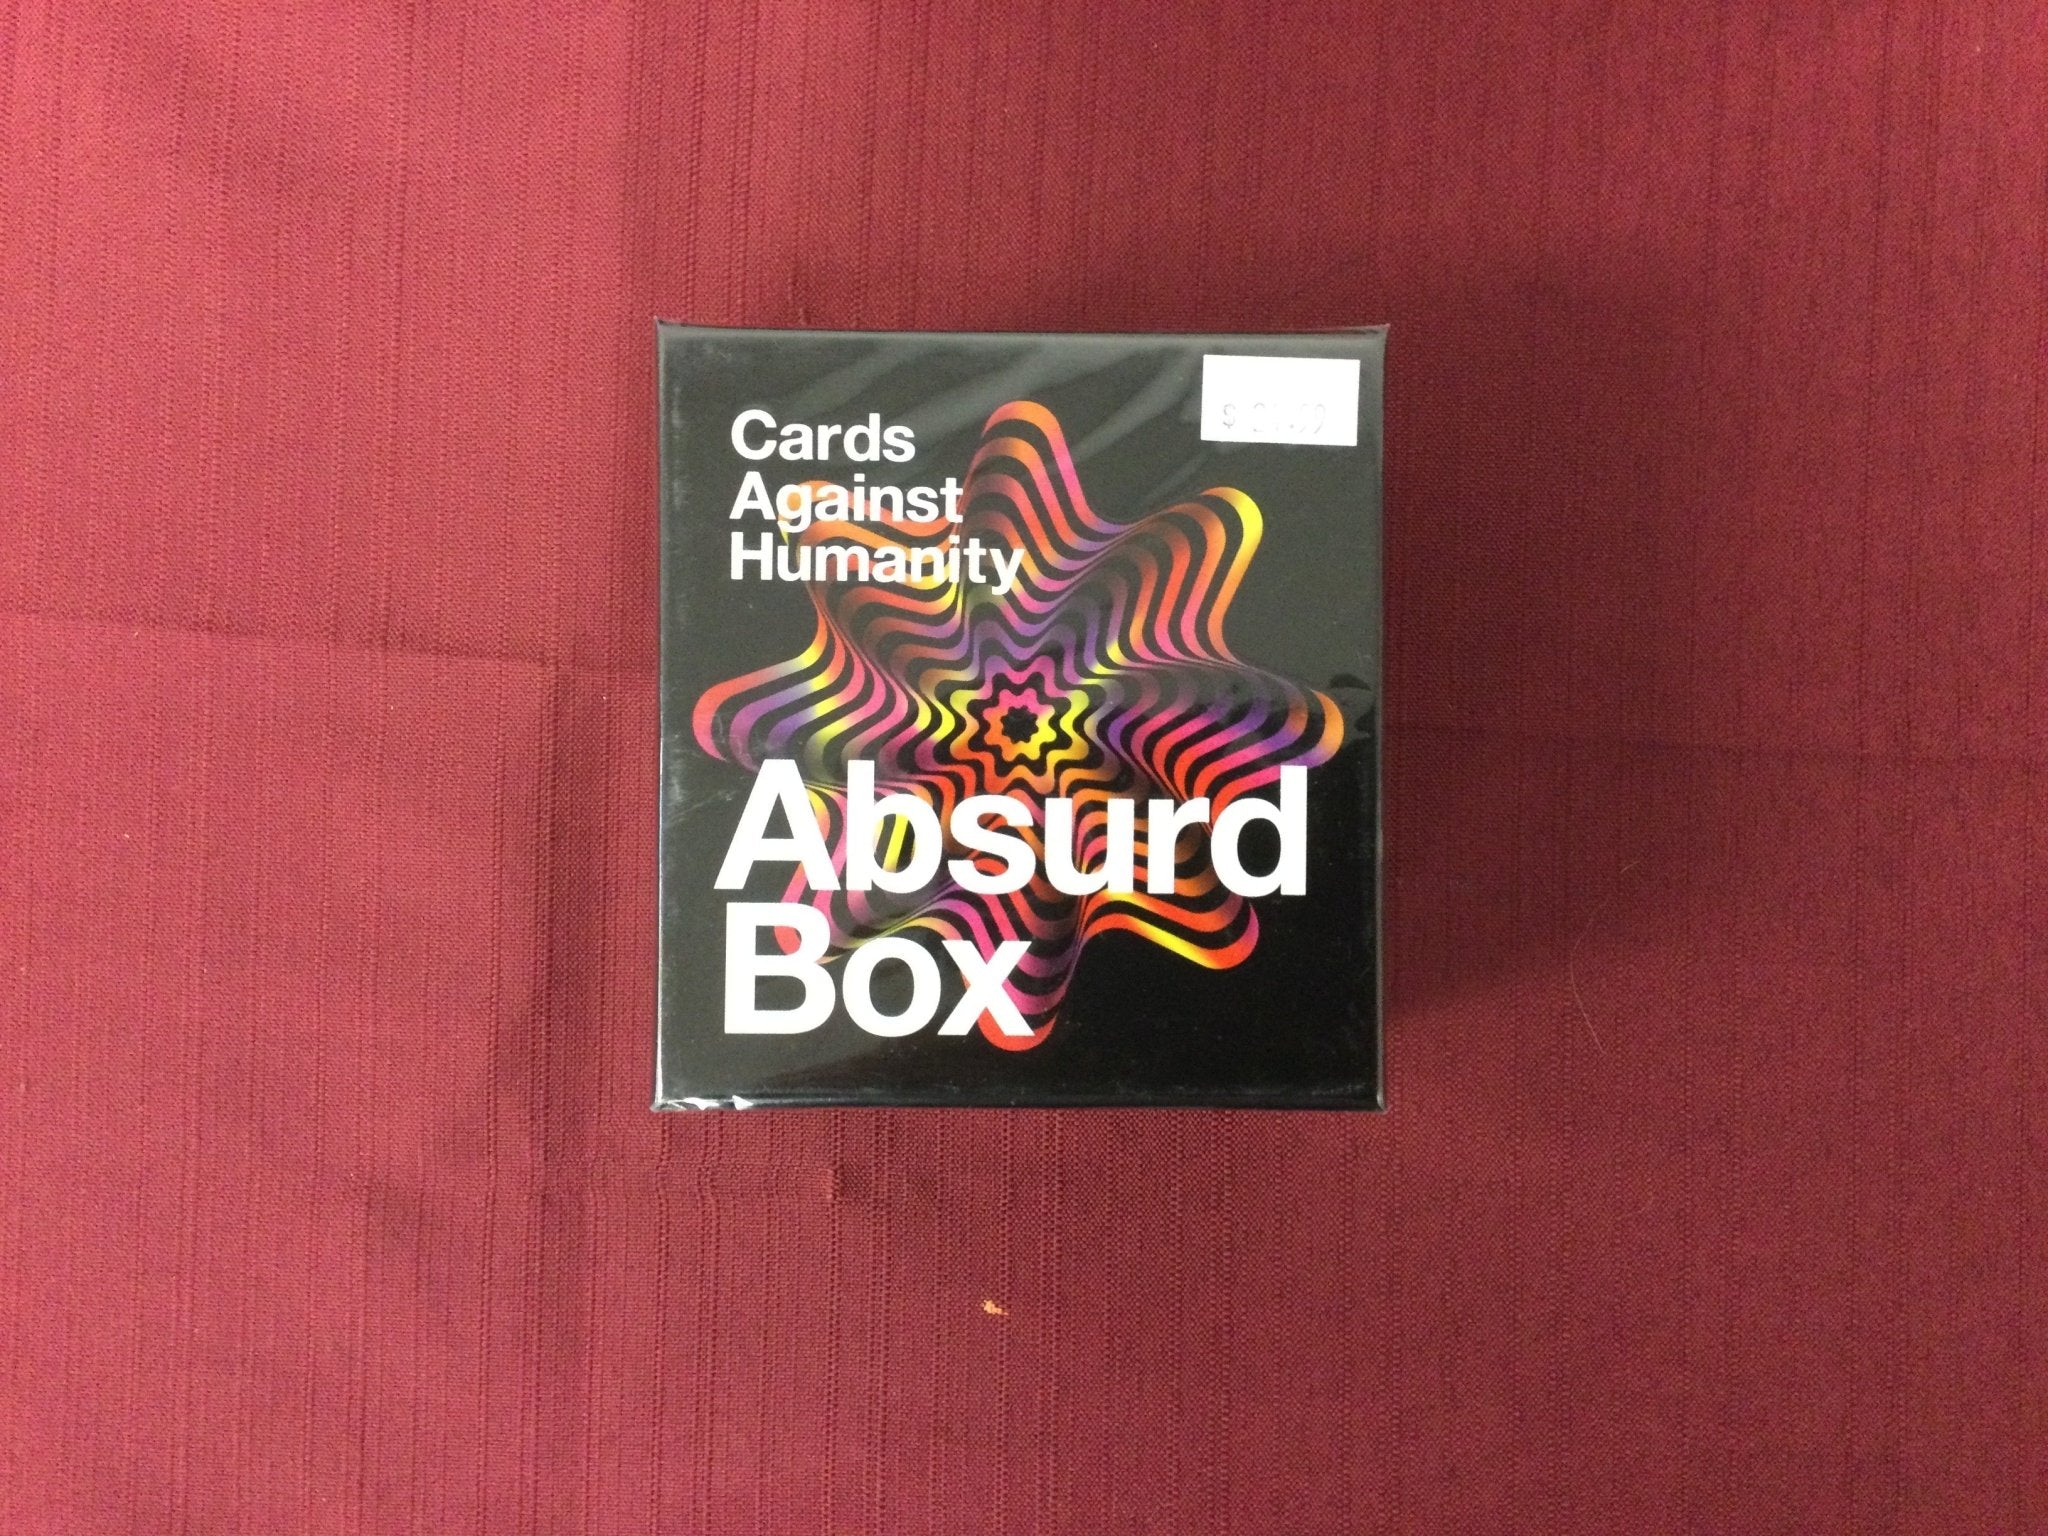 Cards
Against
Humanity
Absurd
Box